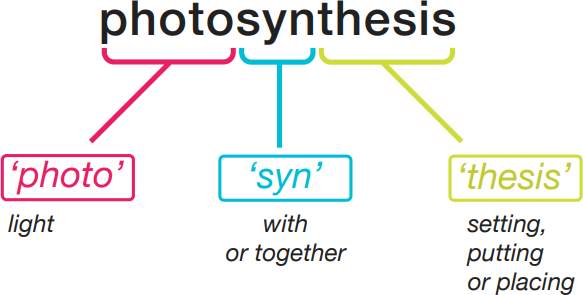 photosynthesis
‘photo’
light
‘syn’
with
or together
‘thesis’
setting,
putting
or placing